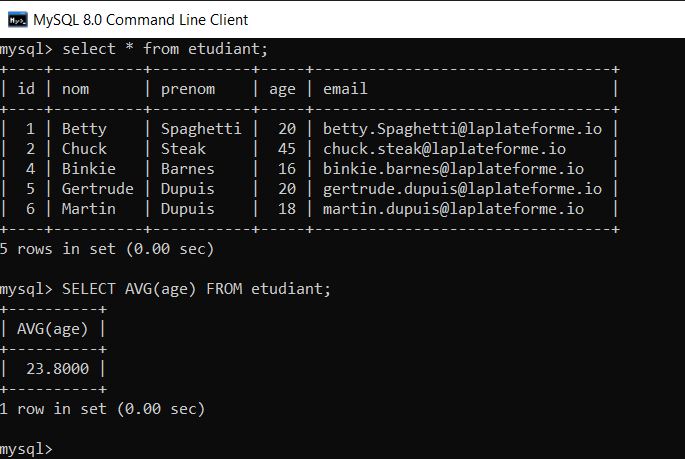 MySQL 8.0 Command Line Client
mysql> select * from etudiant;
+----+----------+-----------+-----+--------------------------------+
| id | nom      | prenom    | age | email                          |
+----+----------+-----------+-----+--------------------------------+
|  1 | Betty    | Spaghetti |  20 | betty.Spaghetti@laplateforme.io |
|  2 | Chuck    | Steak     |  45 | chuck.steak@laplateforme.io    |
|  4 | Binkie   | Barnes    |  16 | binkie.barnes@laplateforme.io  |
|  5 | Gertrude | Dupuis    |  20 | gertrude.dupuis@laplateforme.io |
|  6 | Martin   | Dupuis    |  18 | martin.dupuis@laplateforme.io  |
+----+----------+-----------+-----+--------------------------------+
5 rows in set (0.00 sec)
mysql> SELECT AVG(age) FROM etudiant;
+----------+
| AVG(age) |
+----------+
|  23.8000 |
+----------+
1 row in set (0.00 sec)
mysql>